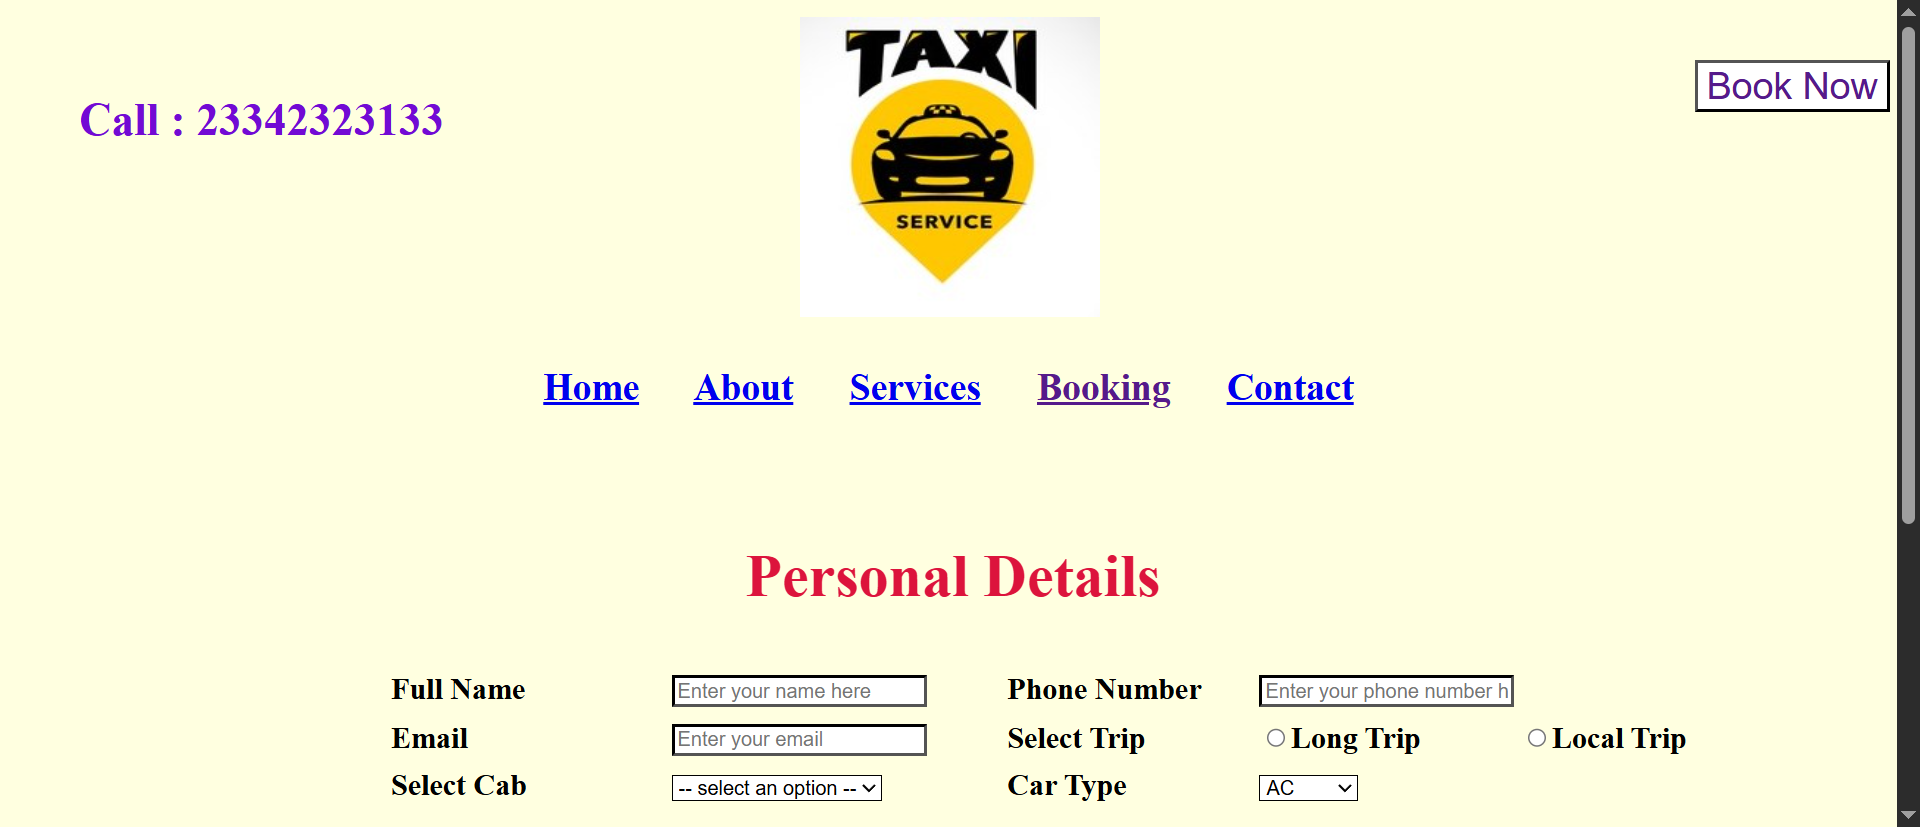 TAXI
SERVICE
Call : 23342323133
Book Now
Home About Services Booking Contact
Personal Details
Full Name Enter your name here Phone Number Enter your phone number h
Email Enter your email Select Trip Long Trip Local Trip
Select Cab -- select an option -- Car Type AC